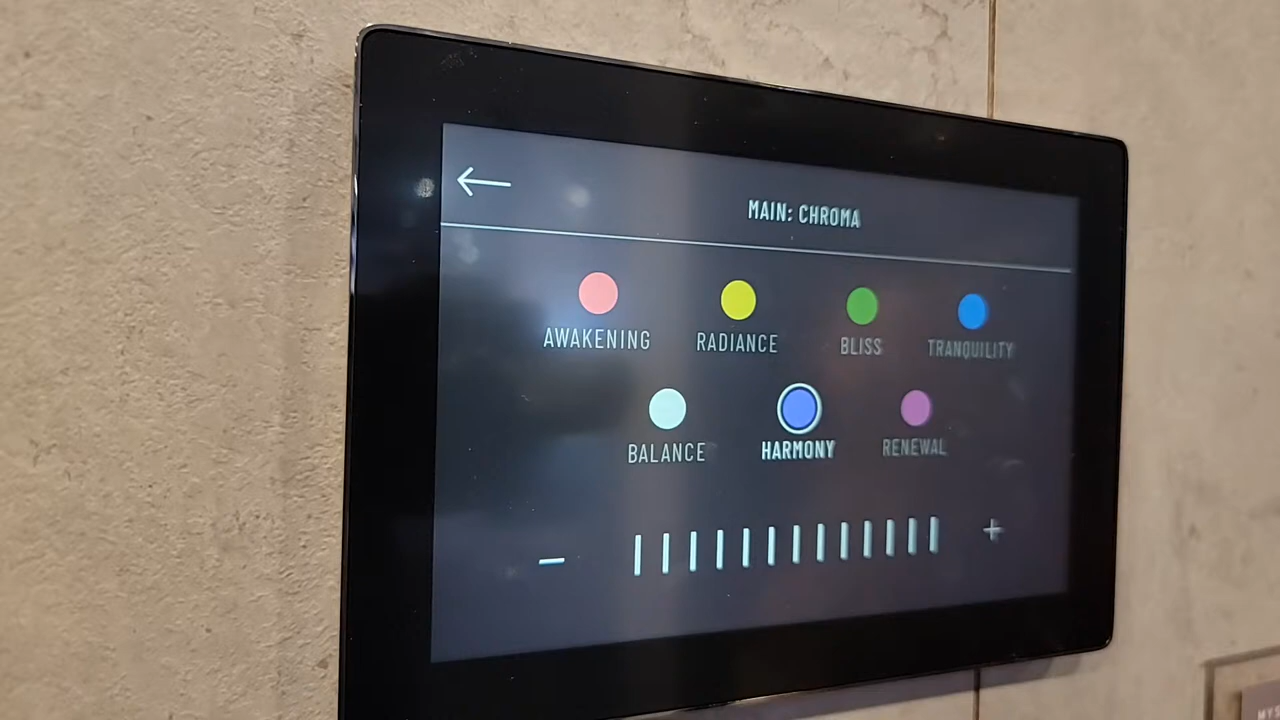 MAIN: CHROMA
AWAKENING RADIANCE BLISS TRANQUILITY
BALANCE HARMONY RENEWAL